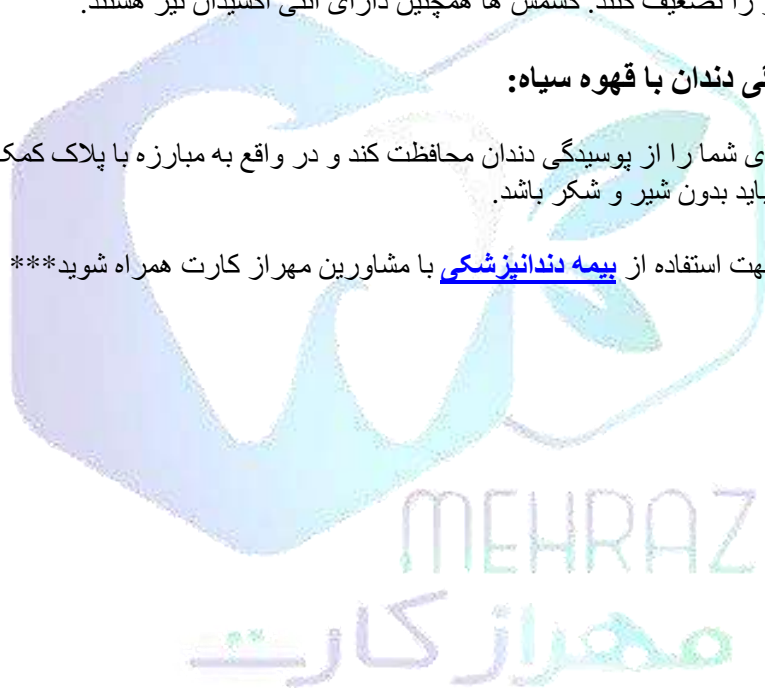 را تضعیف کنند. کشمش ها همچنین دارای آنتی اکسیدان نیز هستند.
دندان با قهوه سیاه:
شما را از پوسیدگی دندان محافظت کند و در واقع به مبارزه با پلاک کمک
باید بدون شیر و شکر باشد.
استفاده از بیمه دندانپزشکی با مشاورین مهراز کارت همراه شوید***
MEHRAZ
مهراز کارت